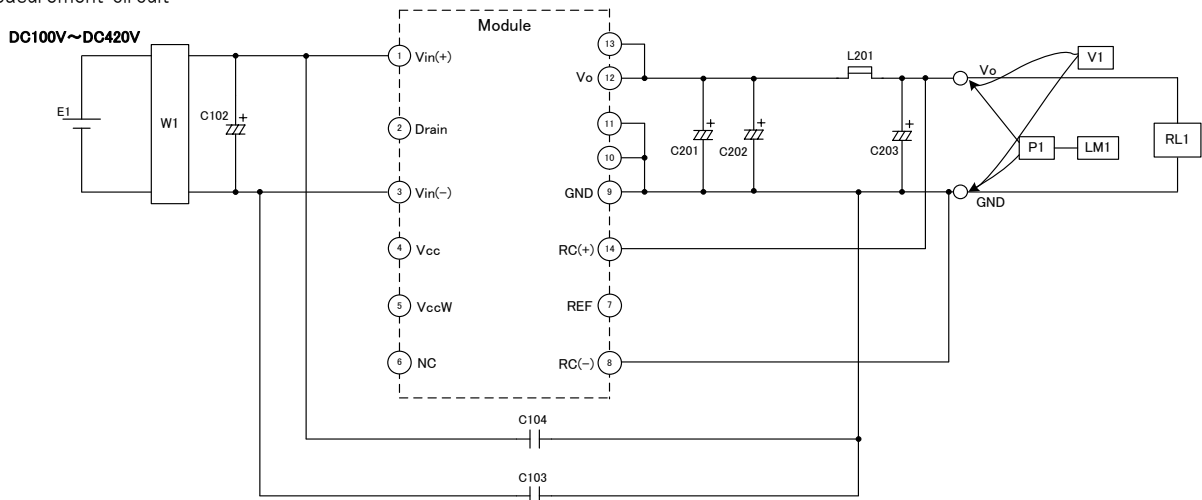 DC100V～DC420V
Module
E1
W1
C102
1 Vin(+)
2 Drain
3 Vin(-)
4 Vcc
5 VccW
6 NC
13
Vo 12
11
10
GND 9
RC(+) 14
REF 7
RC(-) 8
C201
C202
L201
C203
Vo
GND
V1
P1
LM1
RL1
C104
C103